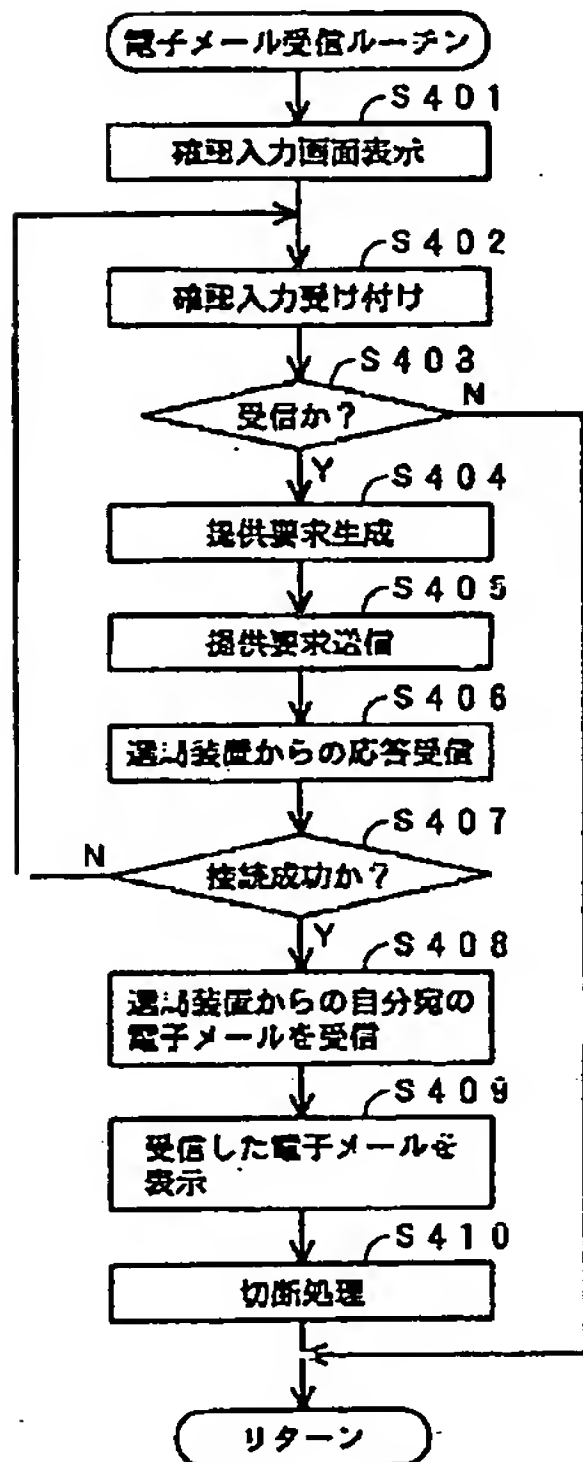 電子メール受信ルーチン
S401
確認入力画面表示
S402
確認入力受け付け
S403
受信か?
N
Y
S404
提供要求生成
S405
提供要求送信
S406
選局装置からの応答受信
S407
接続成功か?
N
Y
S408
選局装置からの自分宛の
電子メールを受信
S409
受信した電子メールを
表示
S410
切断処理
リターン